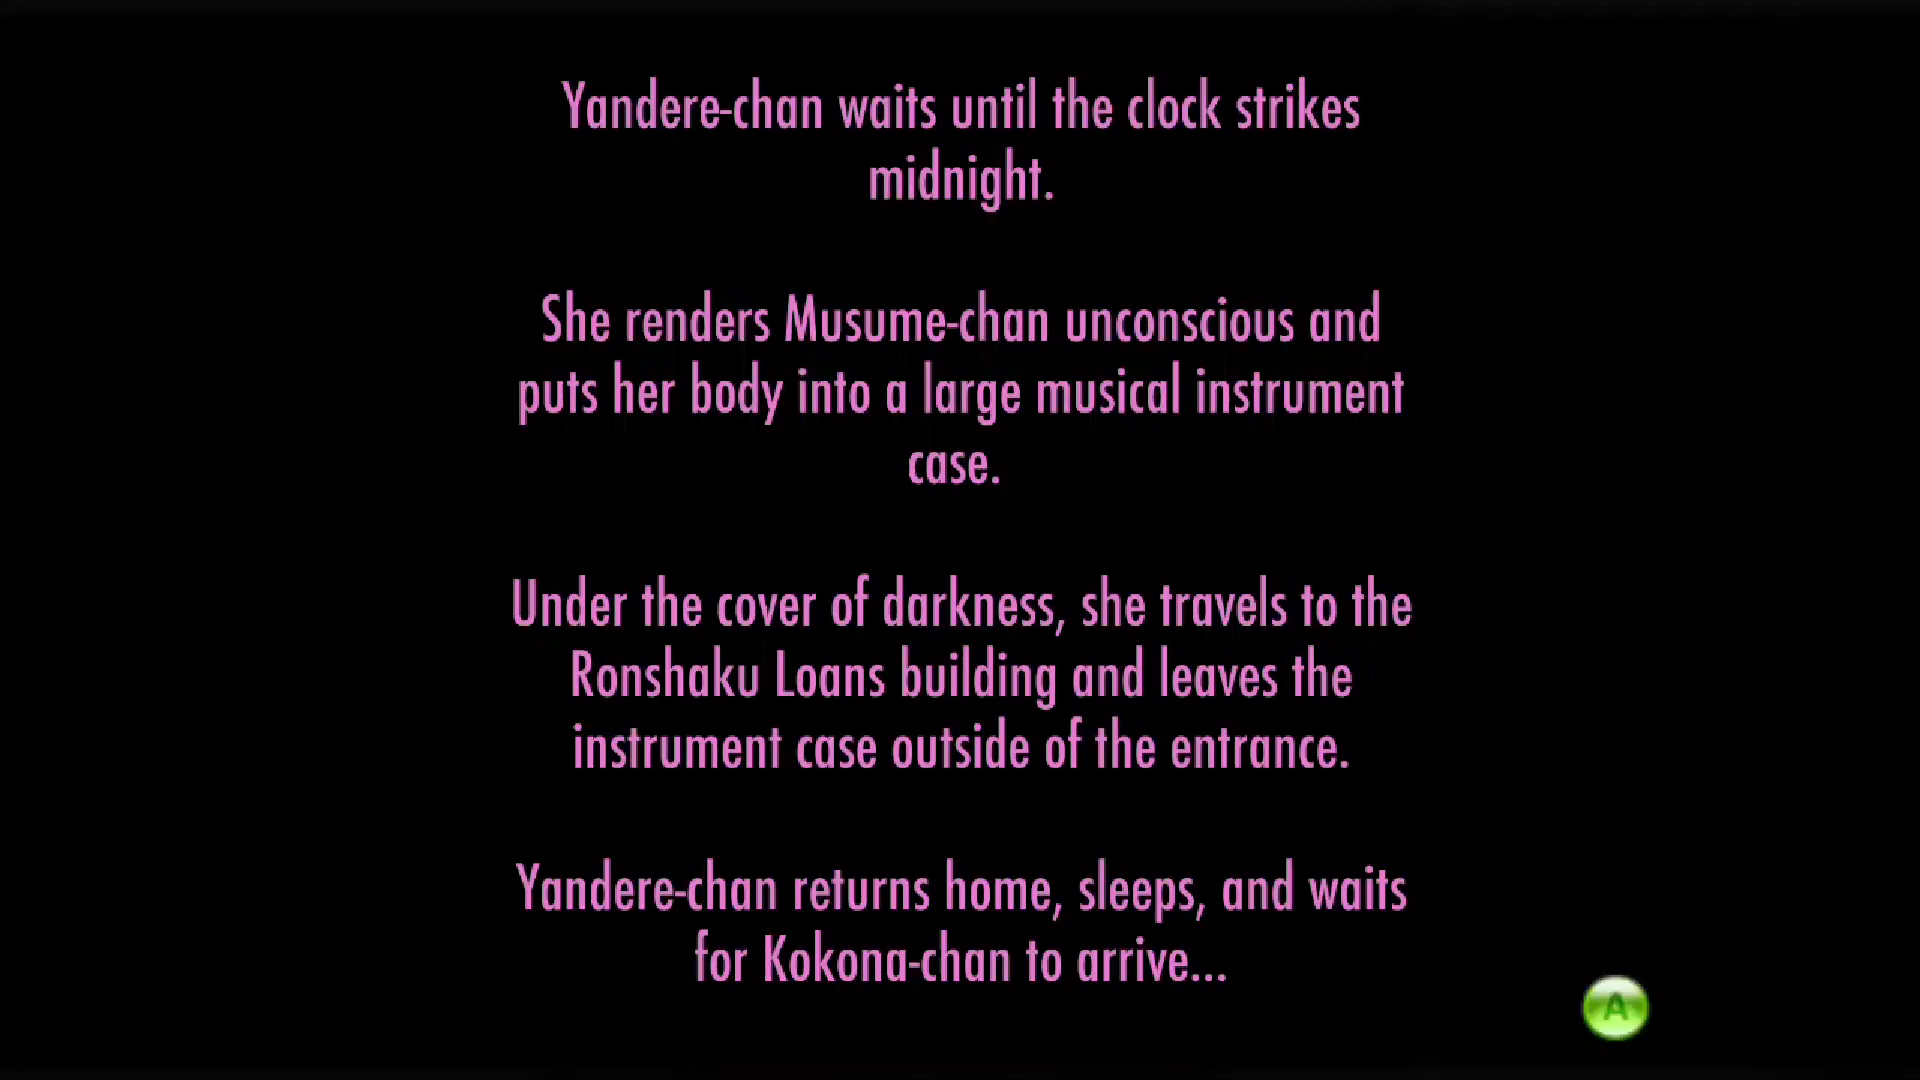 Yandere-chan waits until the clock strikes
midnight.
She renders Musume-chan unconscious and
puts her body into a large musical instrument
case.
Under the cover of darkness, she travels to the
Ronshaku Loans building and leaves the
instrument case outside of the entrance.
Yandere-chan returns home, sleeps, and waits
for Kokona-chan to arrive...
A